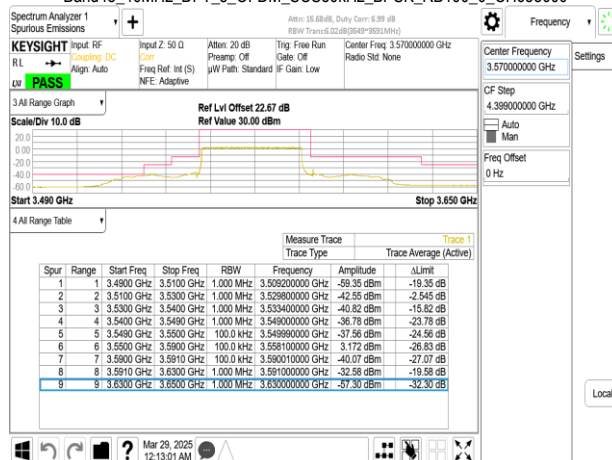 Spectrum Analyzer 1
Spurious Emissions
Attn: 15.68dB, Duty Corr: 6.99 dB
RBW Trans:6.02dB(3549~3591MHz)
Frequency
Settings
KEYSIGHT
RL
PASS
Input: RF
Coupling: DC
Align: Auto
Input Z: 50 Ω
Corr
Freq Ref: Int (S)
NFE: Adaptive
Atten: 20 dB
Preamp: Off
µW Path: Standard
Trig: Free Run
Gate: Off
IF Gain: Low
Center Freq: 3.570000000 GHz
Radio Std: None
Center Frequency
3.570000000 GHz
CF Step
4.399000000 GHz
Auto
Man
Freq Offset
0 Hz
3 All Range Graph
Scale/Div 10.0 dB
Ref Lvl Offset 22.67 dB
Ref Value 30.00 dBm
20.0
0.00
-20.0
-40.0
-60.0
Start 3.490 GHz
Stop 3.650 GHz
4 All Range Table
Measure Trace Trace 1
Trace Type Trace Average (Active)
Spur Range Start Freq Stop Freq RBW Frequency Amplitude ΔLimit
1 1 3.4900 GHz 3.5100 GHz 1.000 MHz 3.509200000 GHz -59.35 dBm -19.35 dB
2 2 3.5100 GHz 3.5300 GHz 1.000 MHz 3.529800000 GHz -42.55 dBm -2.545 dB
3 3 3.5300 GHz 3.5400 GHz 1.000 MHz 3.533400000 GHz -40.82 dBm -15.82 dB
4 4 3.5400 GHz 3.5490 GHz 1.000 MHz 3.549000000 GHz -36.78 dBm -23.78 dB
5 5 3.5490 GHz 3.5500 GHz 100.0 kHz 3.549990000 GHz -37.56 dBm -24.56 dB
6 6 3.5500 GHz 3.5900 GHz 100.0 kHz 3.558100000 GHz 3.172 dBm -26.83 dB
7 7 3.5900 GHz 3.5910 GHz 100.0 kHz 3.590010000 GHz -40.07 dBm -27.07 dB
8 8 3.5910 GHz 3.6300 GHz 1.000 MHz 3.591000000 GHz -32.58 dBm -19.58 dB
9 9 3.6300 GHz 3.6500 GHz 1.000 MHz 3.630000000 GHz -57.30 dBm -32.30 dB
Local
Mar 29, 2025
12:13:01 AM